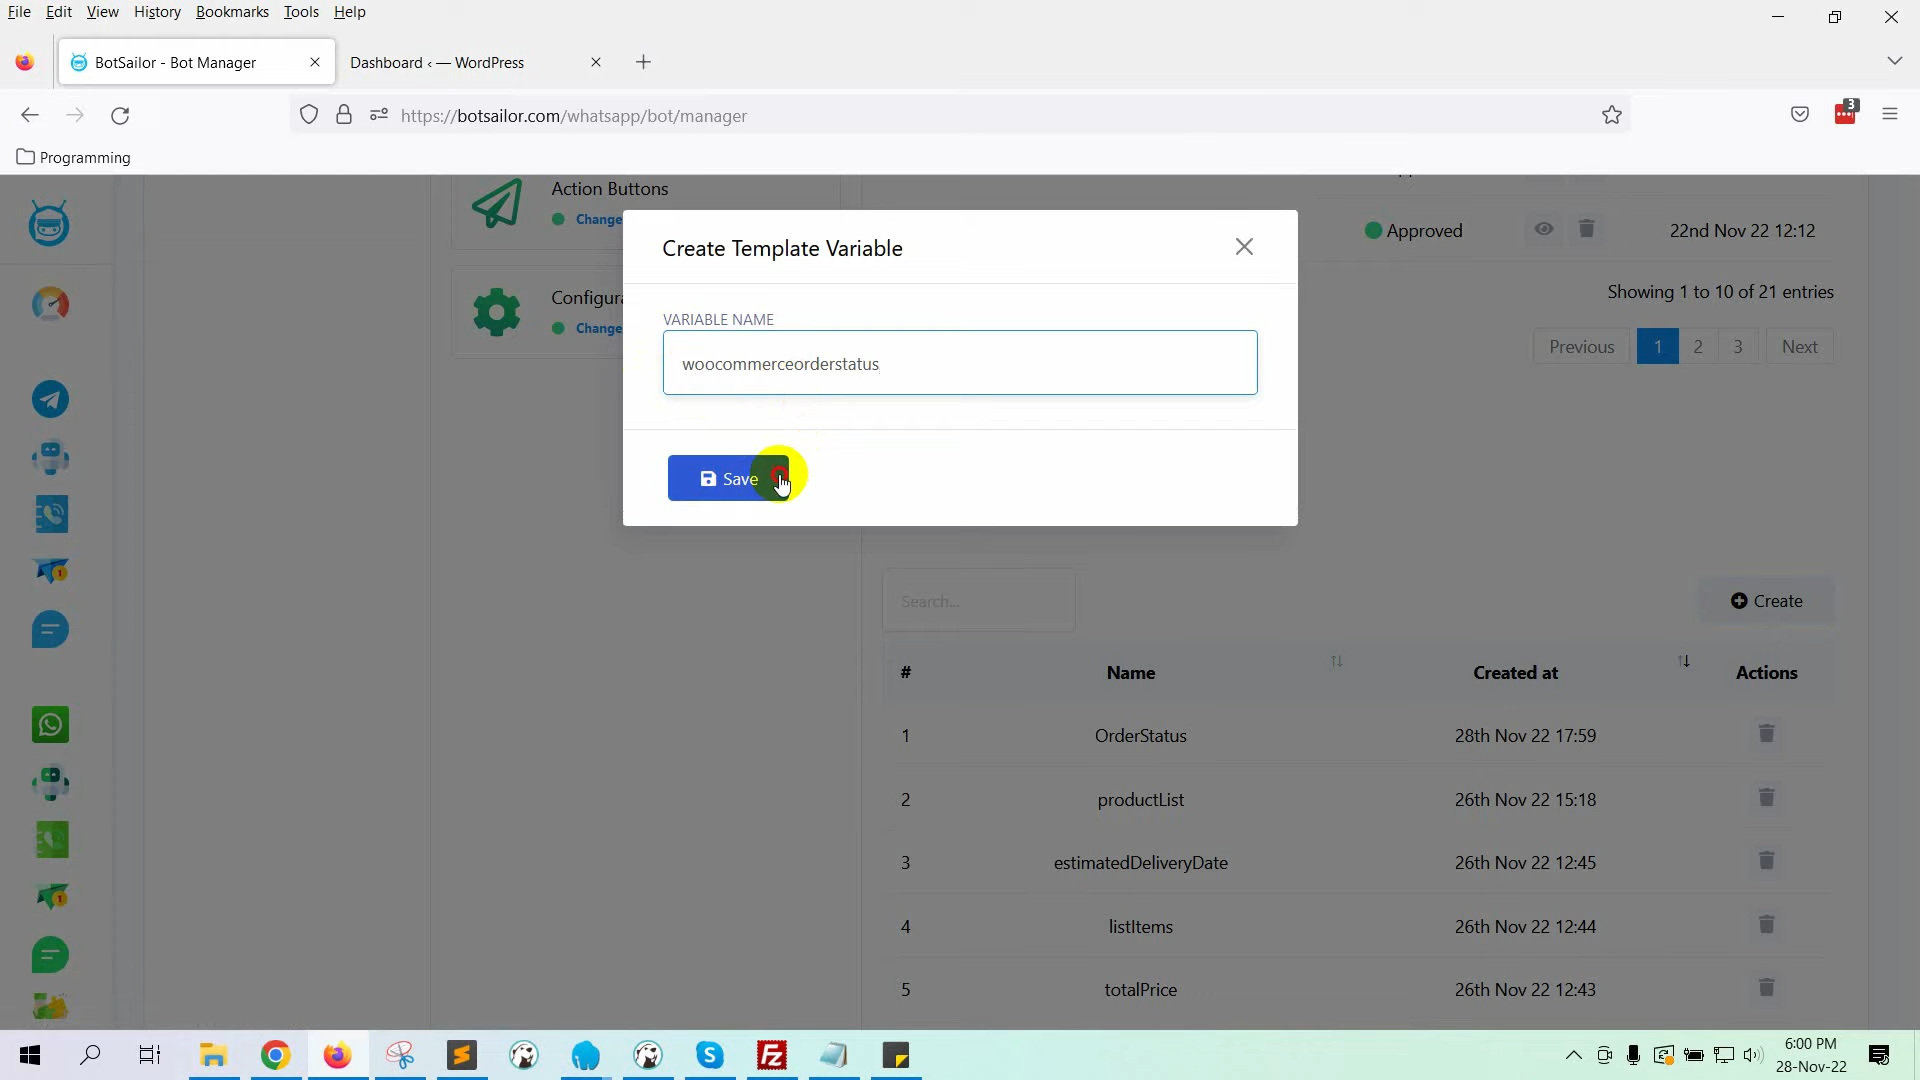 File Edit View History Bookmarks Tools Help
BotSailor - Bot Manager
Dashboard ‹ — WordPress
https://botsailor.com/whatsapp/bot/manager
3
Programming
Action Buttons
Change
Create Template Variable
Approved
22nd Nov 22 12:12
Configura
Change
Showing 1 to 10 of 21 entries
VARIABLE NAME
woocommerceorderstatus
Previous 1 2 3 Next
Save
1
Search...
Create
# Name Created at Actions
1 OrderStatus 28th Nov 22 17:59
2 productList 26th Nov 22 15:18
3 estimatedDeliveryDate 26th Nov 22 12:45
1
4 listItems 26th Nov 22 12:44
5 totalPrice 26th Nov 22 12:43
6:00 PM
28-Nov-22